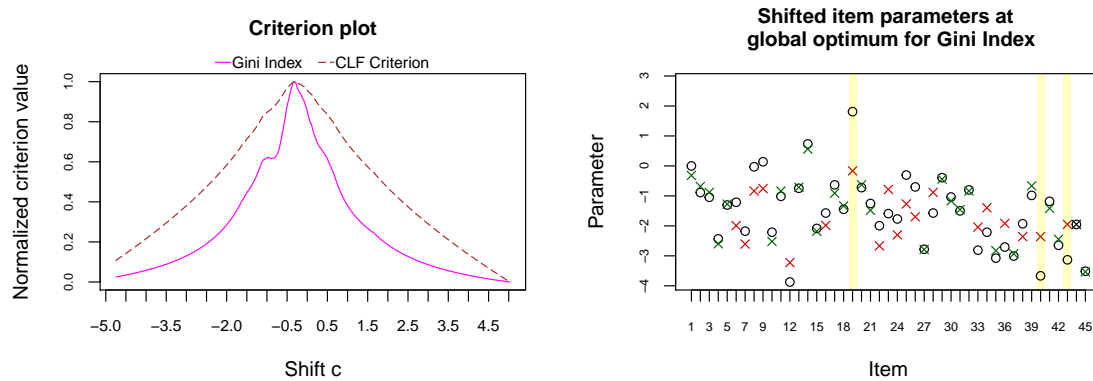 Criterion plot
Gini Index CLF Criterion
Normalized criterion value
1.0
0.8
0.6
0.4
0.2
0.0
−5.0 −3.5 −2.0 −0.5 0.5 1.5 2.5 3.5 4.5
Shift c
Shifted item parameters at
global optimum for Gini Index
Parameter
3
2
1
0
−1
−2
−3
−4
1 3 5 7 9 12 15 18 21 24 27 30 33 36 39 42 45
Item